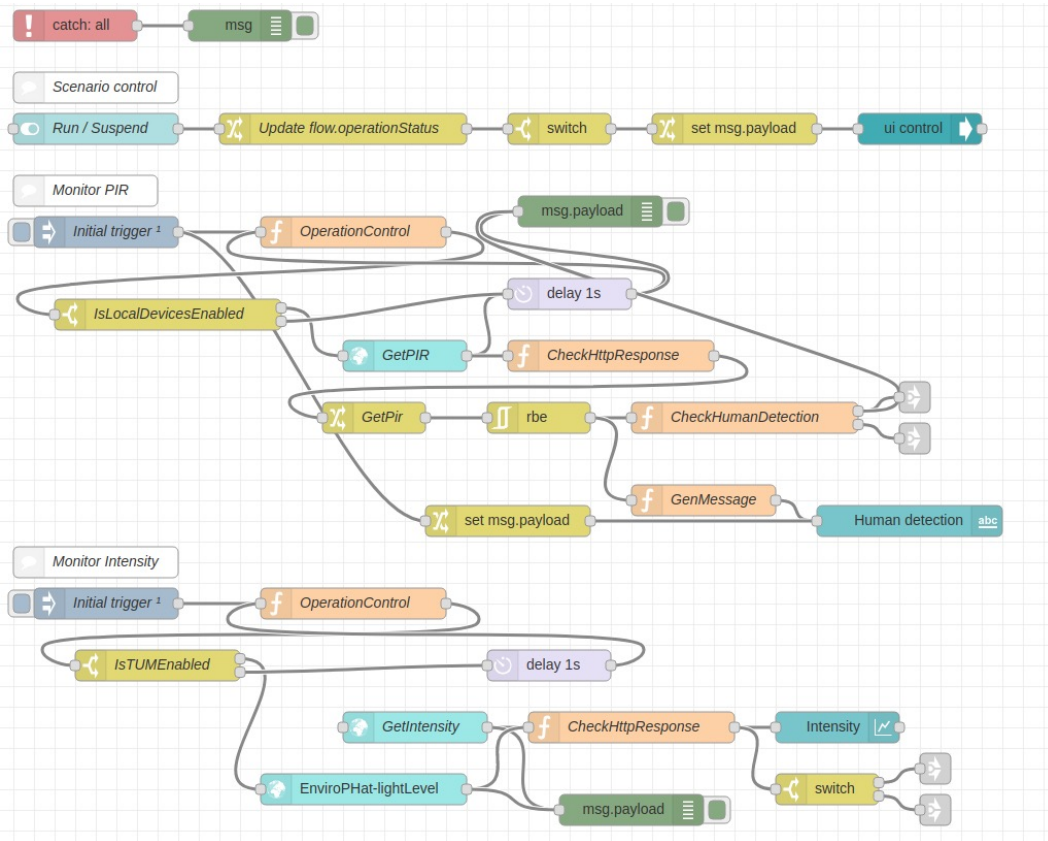 catch: all
msg
Scenario control
Run / Suspend
Update flow.operationStatus
switch
set msg.payload
ui control
Monitor PIR
msg.payload
Initial trigger ¹
OperationControl
delay 1s
IsLocalDevicesEnabled
GetPIR
CheckHttpResponse
GetPir
rbe
CheckHumanDetection
GenMessage
set msg.payload
Human detection
abc
Monitor Intensity
Initial trigger ¹
OperationControl
IsTUMEnabled
delay 1s
GetIntensity
CheckHttpResponse
Intensity
EnviroPHat-lightLevel
switch
msg.payload